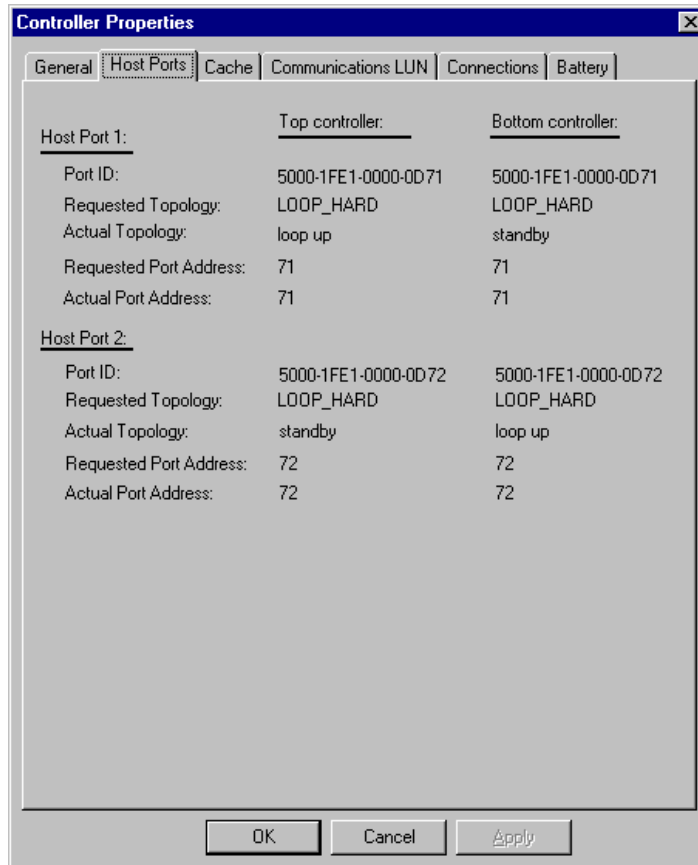 Controller Properties
General Host Ports Cache Communications LUN Connections Battery
Top controller: Bottom controller:
Host Port 1:
Port ID: 5000-1FE1-0000-0D71 5000-1FE1-0000-0D71
Requested Topology: LOOP_HARD LOOP_HARD
Actual Topology: loop up standby
Requested Port Address: 71 71
Actual Port Address: 71 71
Host Port 2:
Port ID: 5000-1FE1-0000-0D72 5000-1FE1-0000-0D72
Requested Topology: LOOP_HARD LOOP_HARD
Actual Topology: standby loop up
Requested Port Address: 72 72
Actual Port Address: 72 72
OK Cancel Apply